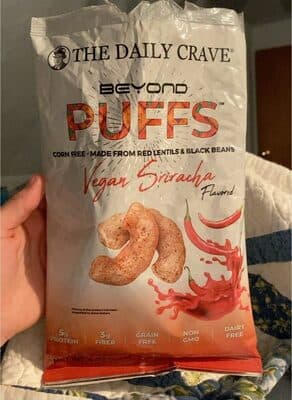 THE DAILY CRAVE®
BEYOND
PUFFS™
CORN FREE • MADE FROM RED LENTILS & BLACK BEANS
Vegan Sriracha
Flavored
5g PROTEIN
3g FIBER
GRAIN FREE
NON GMO
DAIRY FREE